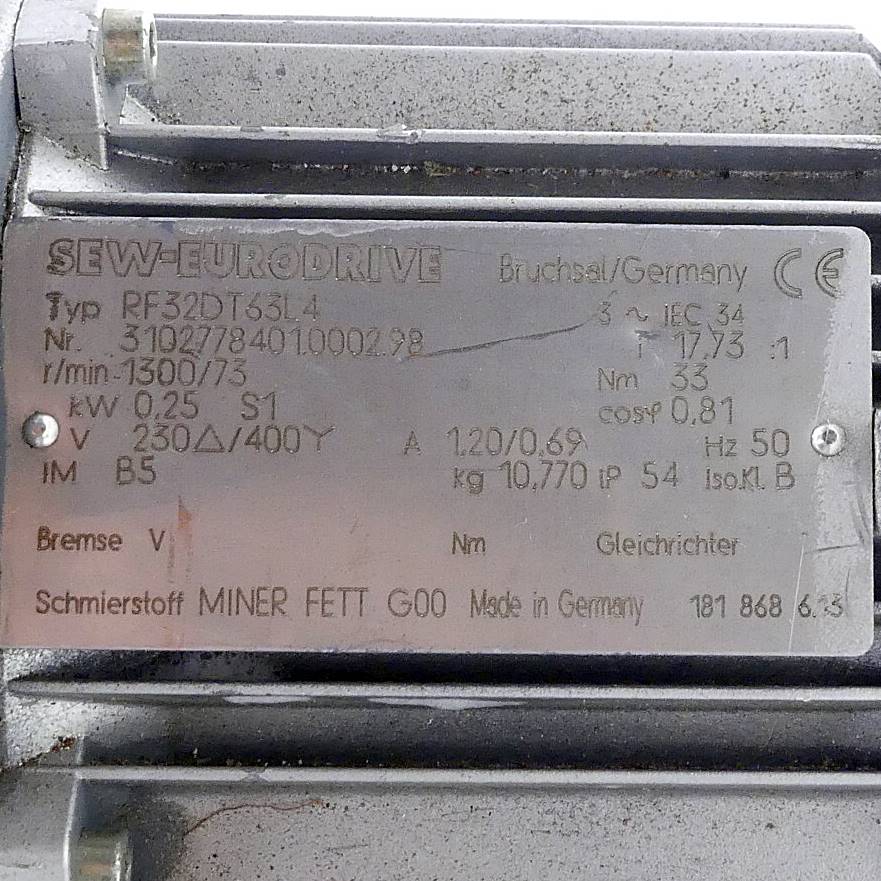 SEW-EURODRIVE Bruchsal/Germany CE
Typ RF32DT63L4 3 ~ IEC 34
Nr. 3102778401.0002.98 i 17,73 :1
r/min 1300/73 Nm 33
kW 0,25 S1 cosφ 0,81
V 230△/400Y A 1,20/0,69 Hz 50
IM B5 kg 10,770 IP 54 Iso.Kl. B
Bremse V Nm Gleichrichter
Schmierstoff MINER FETT G00 Made in Germany 181 868 6.13